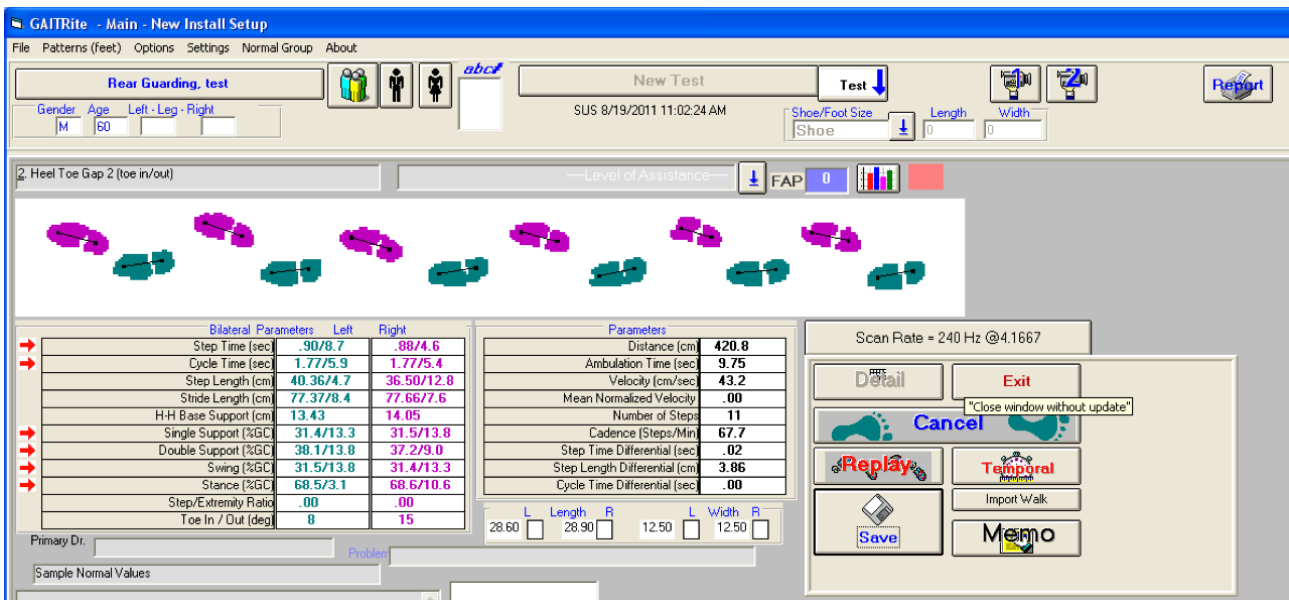 GAITRite - Main - New Install Setup
File Patterns (feet) Options Settings Normal Group About
Rear Guarding, test
abcd
New Test
Test
Report
Gender Age Left - Leg - Right
M 60
SUS 8/19/2011 11:02:24 AM
Shoe/Foot Size Length Width
Shoe 0 0
2. Heel Toe Gap 2 (toe in/out)
—Level of Assistance—
FAP 0
Bilateral Parameters Left Right
Step Time (sec) .90/8.7 .88/4.6
Cycle Time (sec) 1.77/5.9 1.77/5.4
Step Length (cm) 40.36/4.7 36.50/12.8
Stride Length (cm) 77.37/8.4 77.66/7.6
H-H Base Support (cm) 13.43 14.05
Single Support (%GC) 31.4/13.3 31.5/13.8
Double Support (%GC) 38.1/13.8 37.2/9.0
Swing (%GC) 31.5/13.8 31.4/13.3
Stance (%GC) 68.5/3.1 68.6/10.6
Step/Extremity Ratio .00 .00
Toe In / Out (deg) 8 15
Parameters
Distance (cm) 420.8
Ambulation Time (sec) 9.75
Velocity (cm/sec) 43.2
Mean Normalized Velocity .00
Number of Steps 11
Cadence (Steps/Min) 67.7
Step Time Differential (sec) .02
Step Length Differential (cm) 3.86
Cycle Time Differential (sec) .00
L Length R L Width R
28.60 28.90 12.50 12.50
Scan Rate = 240 Hz @4.1667
Detail Exit
"Close window without update"
Cancel
Replay Temporal
Import Walk
Save Memo
Primary Dr.
Problem
Sample Normal Values